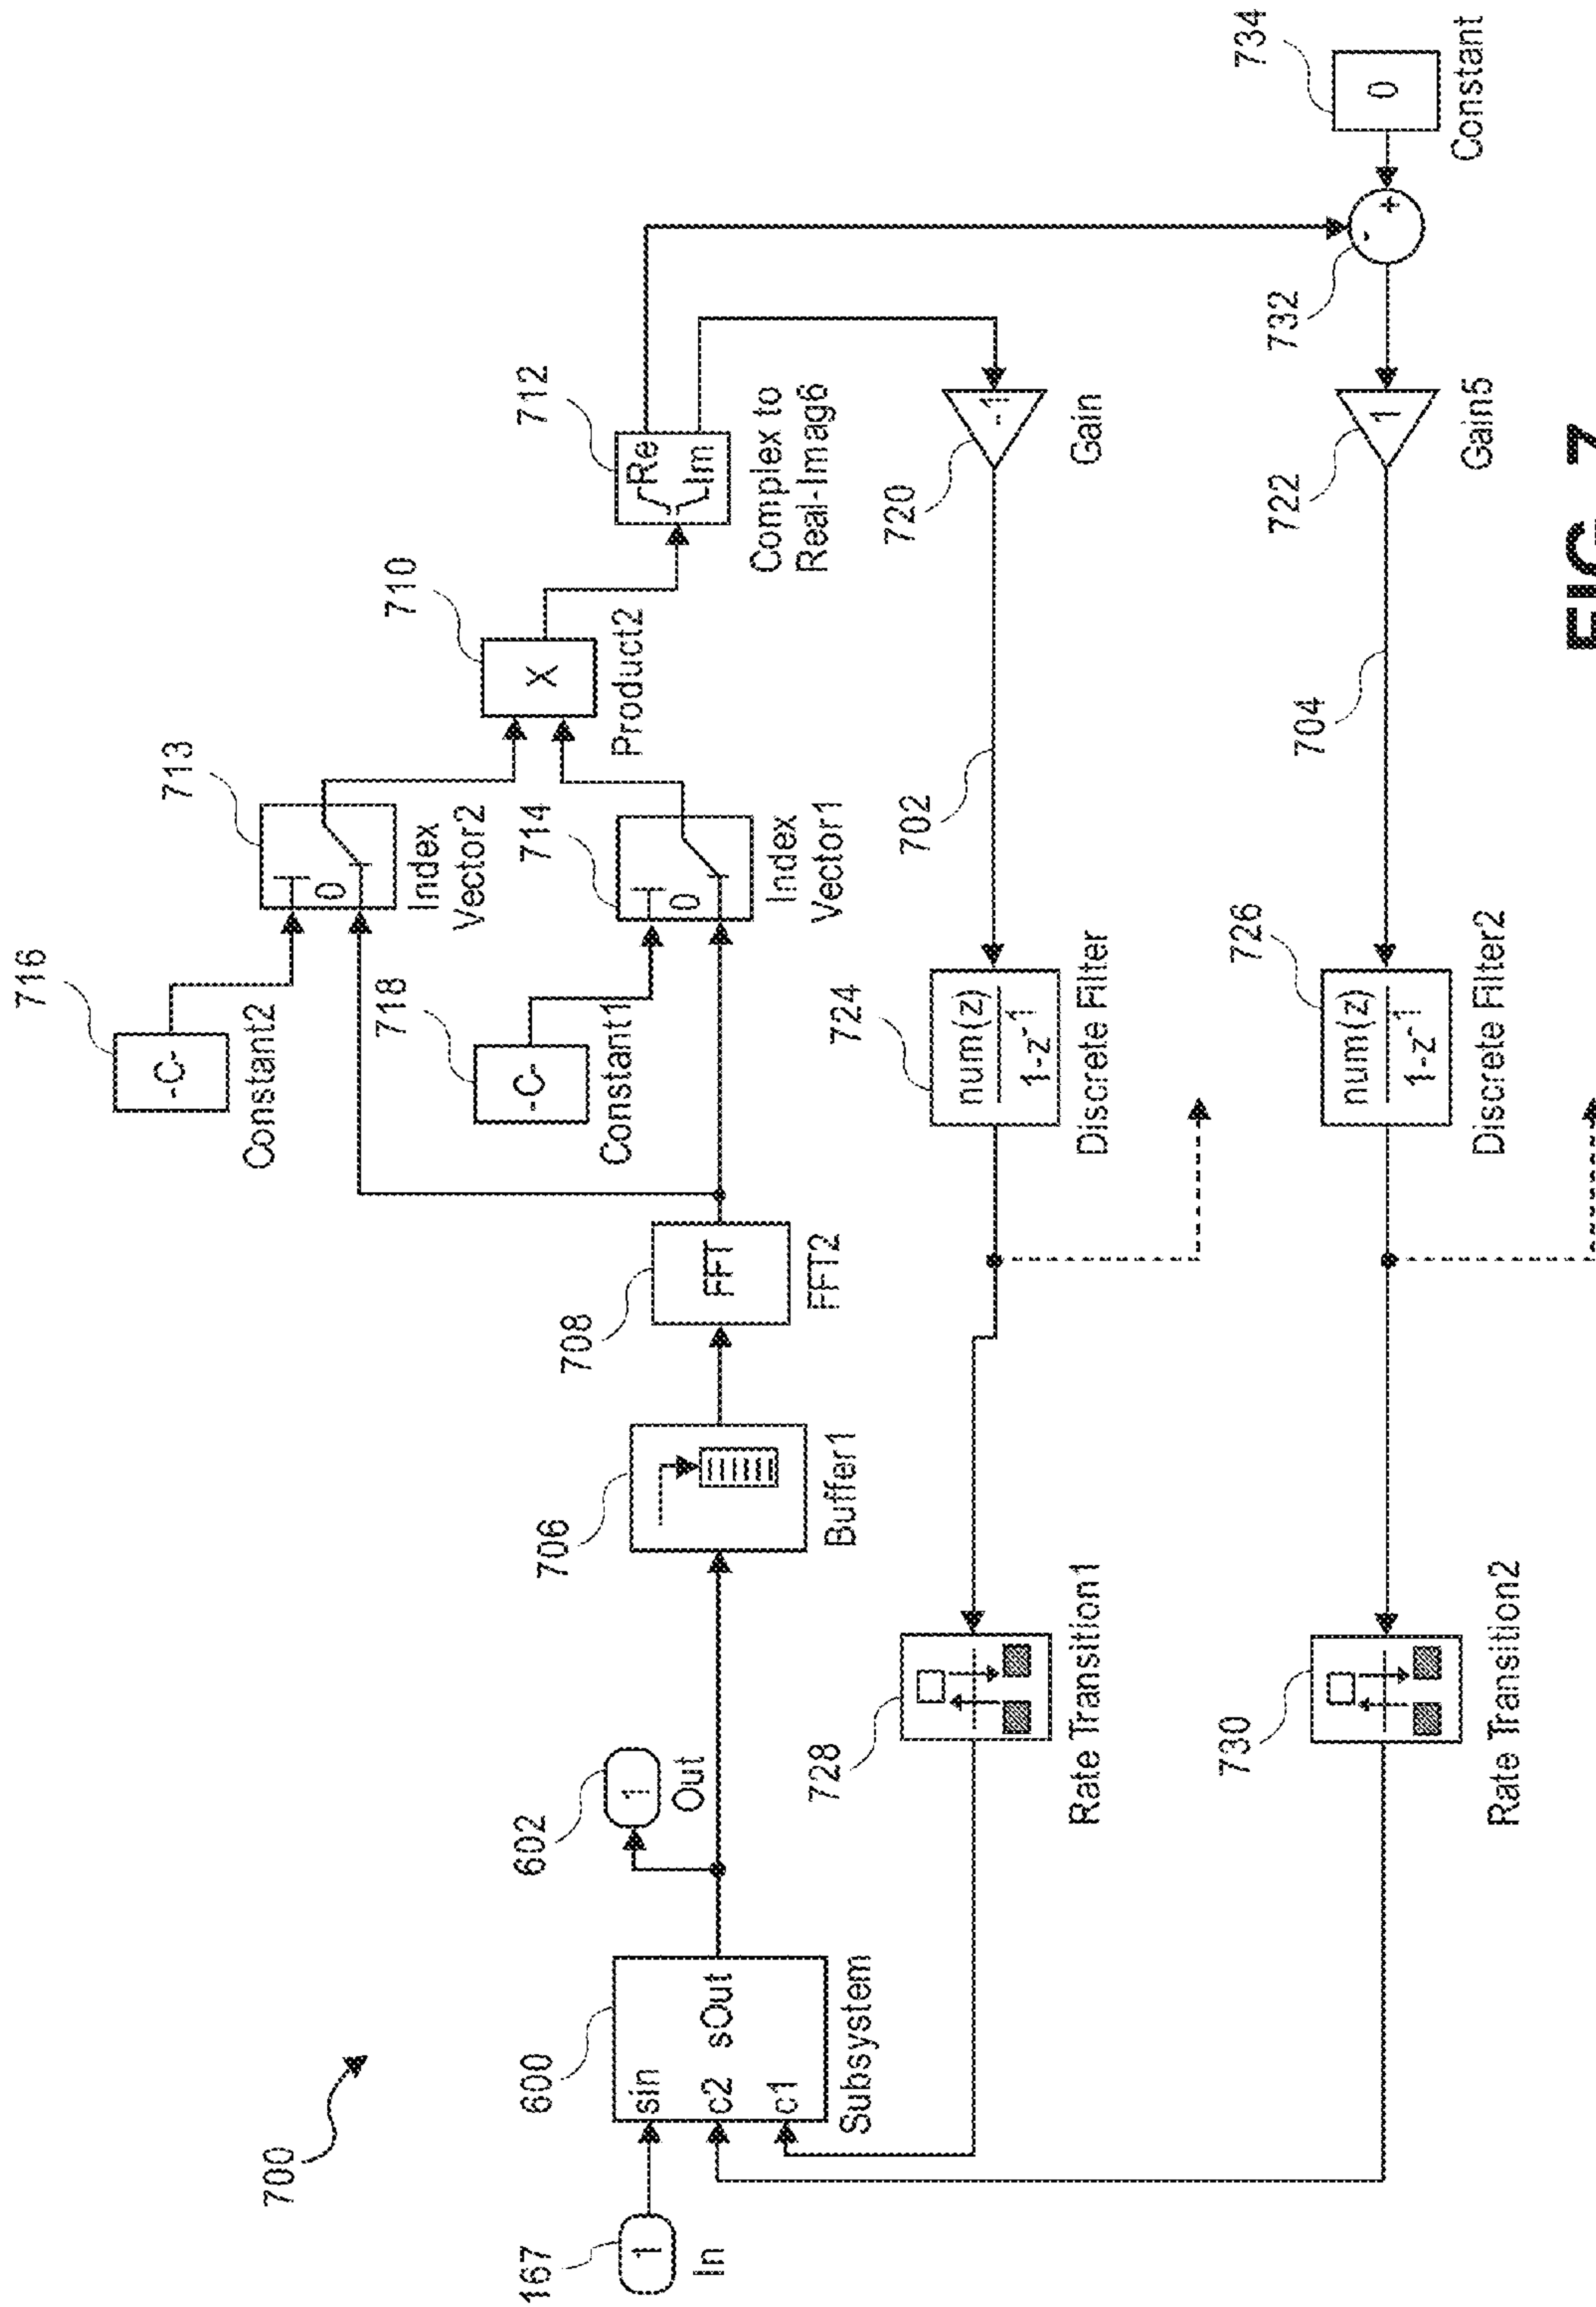 700
716
-C-
Constant2
713
0
Index
Vector2
718
-C-
Constant1
714
0
Index
Vector1
710
X
Product2
712
Re
Im
Complex to
Real-Imag6
708
FFT
FFT2
706
Buffer1
602
1
Out
600
sin
c2 sOut
c1
Subsystem
167
1
In
720
-1
Gain
702
724
num(z)
1-z-1
Discrete Filter
728
Rate Transition1
734
0
Constant
732
-
+
722
1
Gain5
704
726
num(z)
1-z-1
Discrete Filter2
730
Rate Transition2
FIG. 7